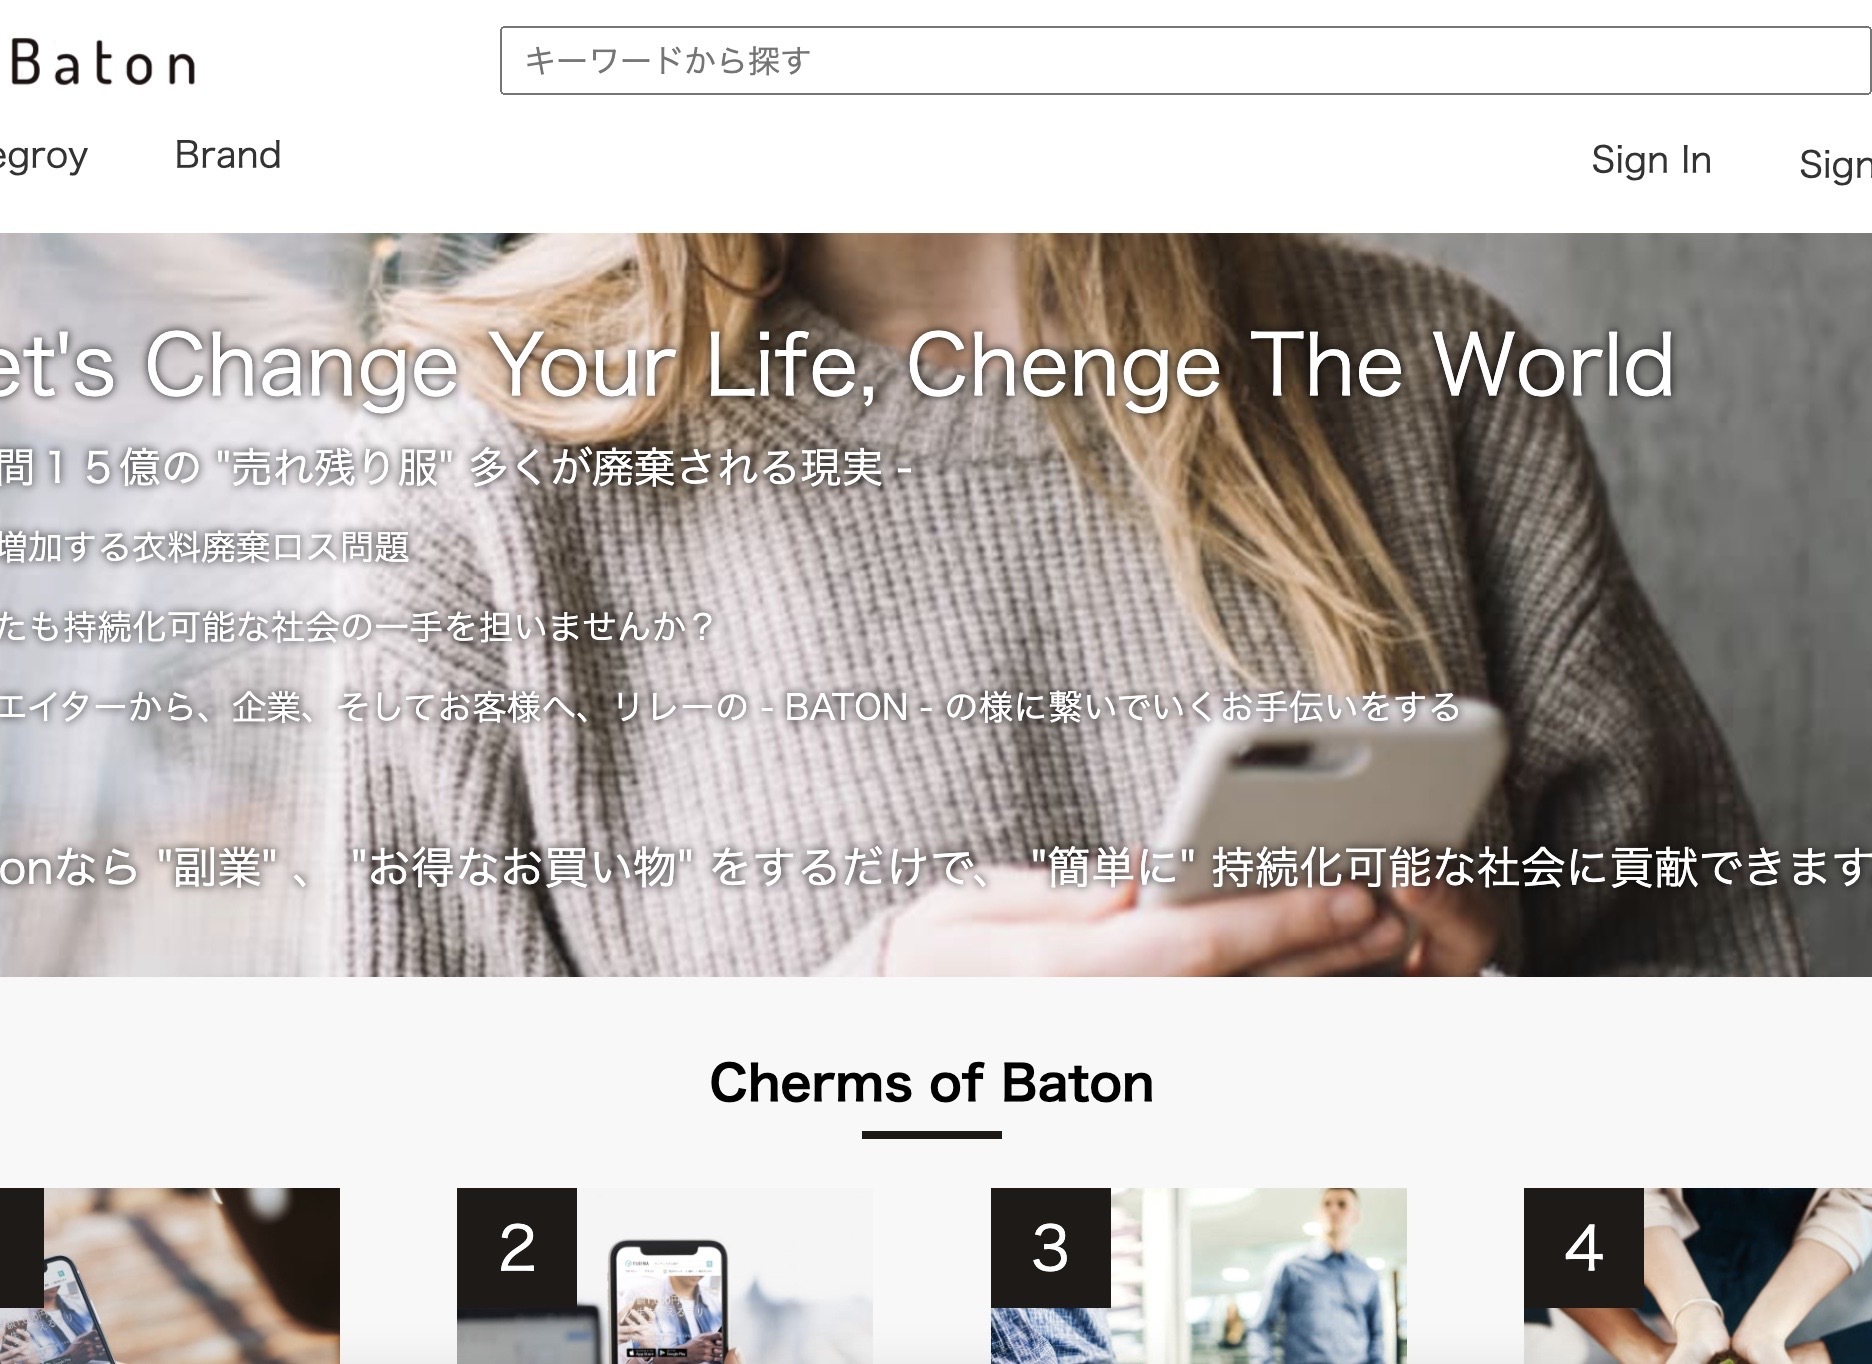 Baton
キーワードから探す
egroy
Brand
Sign In
Sign
et's Change Your Life, Chenge The World
間１５億の "売れ残り服" 多くが廃棄される現実 -
増加する衣料廃棄ロス問題
たも持続化可能な社会の一手を担いませんか？
エイターから、企業、そしてお客様へ、リレーの - BATON - の様に繋いでいくお手伝いをする
onなら "副業" 、 "お得なお買い物" をするだけで、 "簡単に" 持続化可能な社会に貢献できます
Cherms of Baton
2
3
4